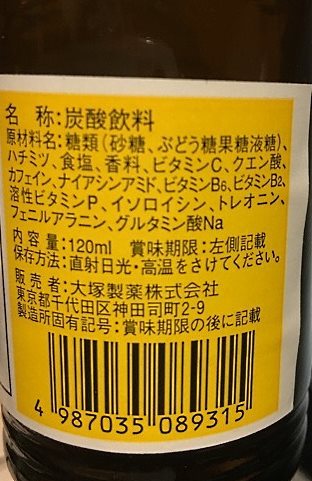 名 称:炭酸飲料
原材料名:糖類(砂糖、ぶどう糖果糖液糖)、
ハチミツ、食塩、香料、ビタミンC、クエン酸、
カフェイン、ナイアシンアミド、ビタミンB₆、ビタミンB₂、
溶性ビタミンP、イソロイシン、トレオニン、
フェニルアラニン、グルタミン酸Na
内 容 量:120ml 賞味期限:左側記載
保存方法:直射日光・高温をさけてください。
販 売 者:大塚製薬株式会社
東京都千代田区神田司町2-9
製造所固有記号:賞味期限の後に記載
4 987035 089315